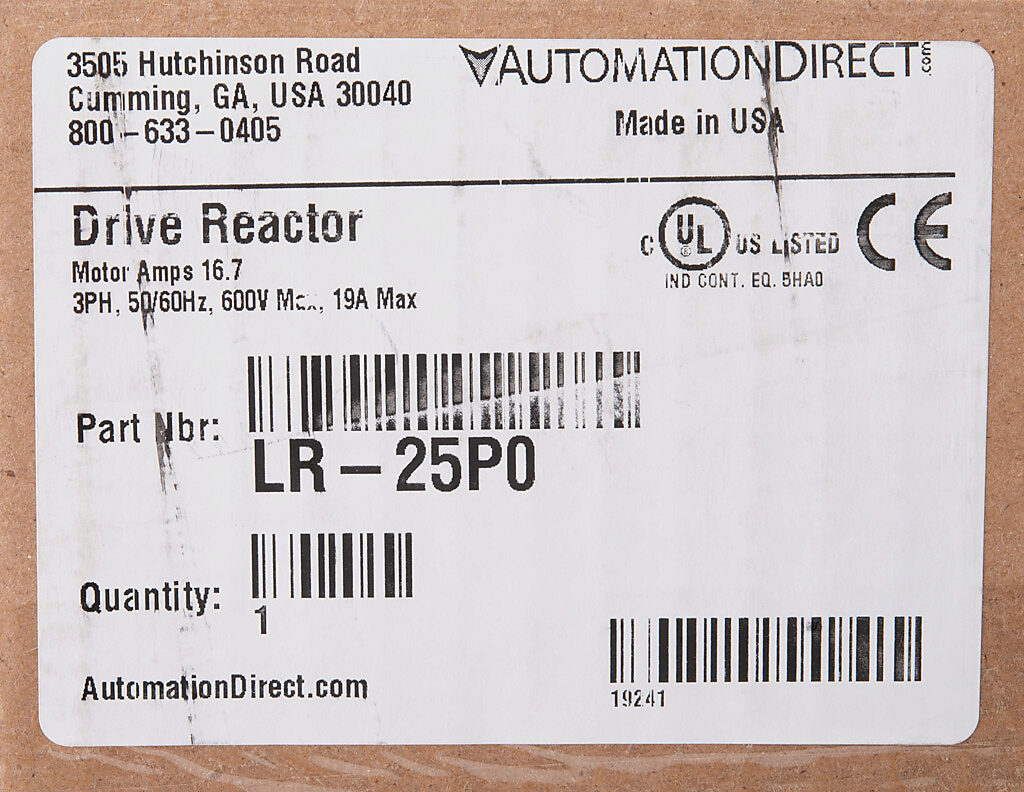 3505 Hutchinson Road
Cumming, GA, USA 30040
800-633-0405
AUTOMATIONDIRECT.com
Made in USA
Drive Reactor
Motor Amps 16.7
3PH, 50/60Hz, 600V Max, 19A Max
C UL US LISTED CE
IND CONT. EQ.
Part Nbr:
LR-25P0
Quantity:
1
AutomationDirect.com
19241